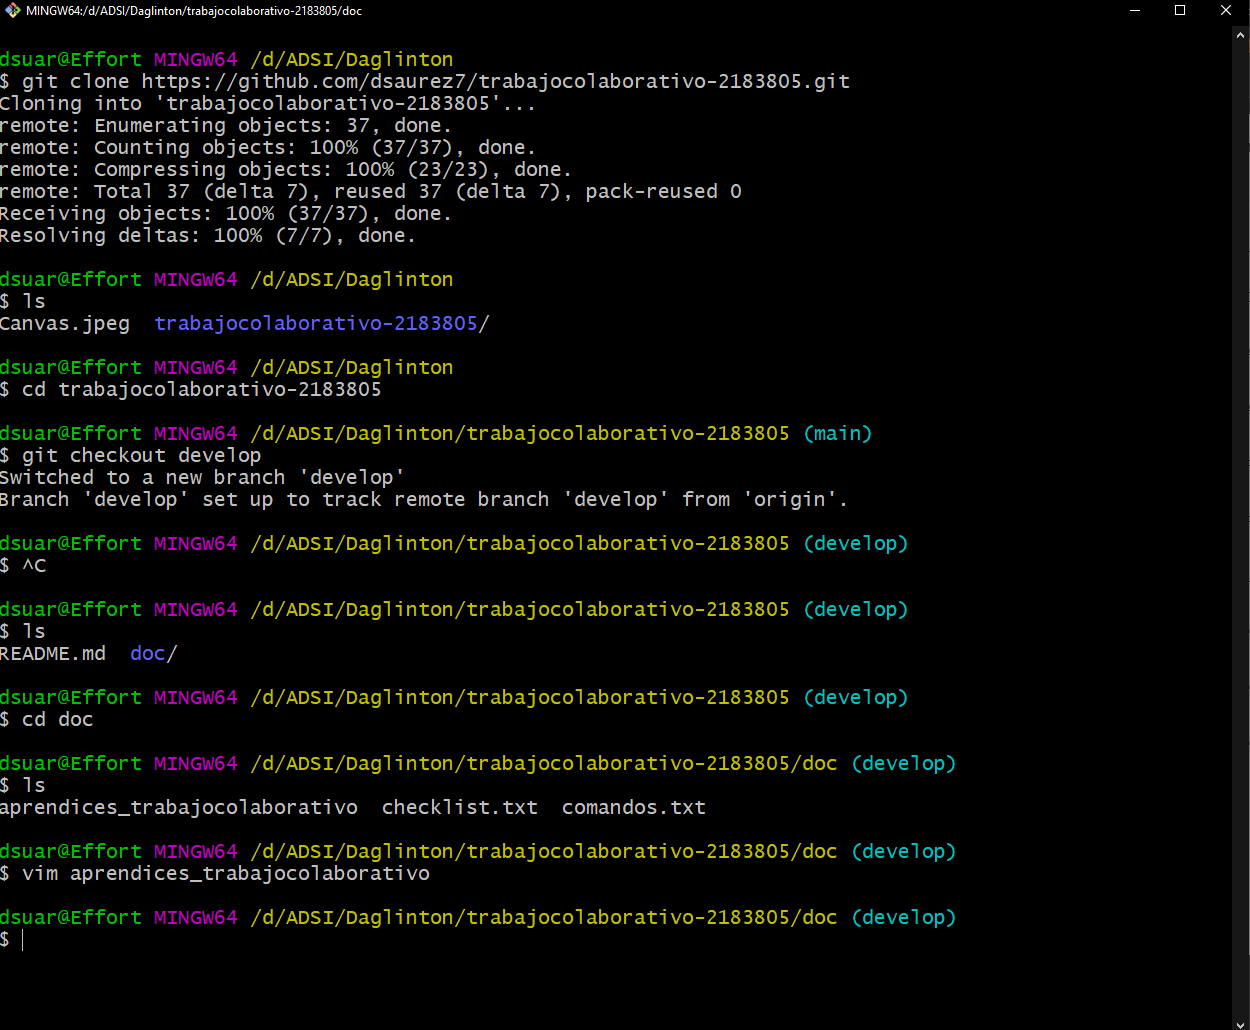 MINGW64:/d/ADSI/Daglinton/trabajocolaborativo-2183805/doc
dsuar@Effort MINGW64 /d/ADSI/Daglinton
$ git clone https://github.com/dsaurez7/trabajocolaborativo-2183805.git
Cloning into 'trabajocolaborativo-2183805'...
remote: Enumerating objects: 37, done.
remote: Counting objects: 100% (37/37), done.
remote: Compressing objects: 100% (23/23), done.
remote: Total 37 (delta 7), reused 37 (delta 7), pack-reused 0
Receiving objects: 100% (37/37), done.
Resolving deltas: 100% (7/7), done.
dsuar@Effort MINGW64 /d/ADSI/Daglinton
$ ls
Canvas.jpeg  trabajocolaborativo-2183805/
dsuar@Effort MINGW64 /d/ADSI/Daglinton
$ cd trabajocolaborativo-2183805
dsuar@Effort MINGW64 /d/ADSI/Daglinton/trabajocolaborativo-2183805 (main)
$ git checkout develop
Switched to a new branch 'develop'
Branch 'develop' set up to track remote branch 'develop' from 'origin'.
dsuar@Effort MINGW64 /d/ADSI/Daglinton/trabajocolaborativo-2183805 (develop)
$ ^C
dsuar@Effort MINGW64 /d/ADSI/Daglinton/trabajocolaborativo-2183805 (develop)
$ ls
README.md  doc/
dsuar@Effort MINGW64 /d/ADSI/Daglinton/trabajocolaborativo-2183805 (develop)
$ cd doc
dsuar@Effort MINGW64 /d/ADSI/Daglinton/trabajocolaborativo-2183805/doc (develop)
$ ls
aprendices_trabajocolaborativo  checklist.txt  comandos.txt
dsuar@Effort MINGW64 /d/ADSI/Daglinton/trabajocolaborativo-2183805/doc (develop)
$ vim aprendices_trabajocolaborativo
dsuar@Effort MINGW64 /d/ADSI/Daglinton/trabajocolaborativo-2183805/doc (develop)
$